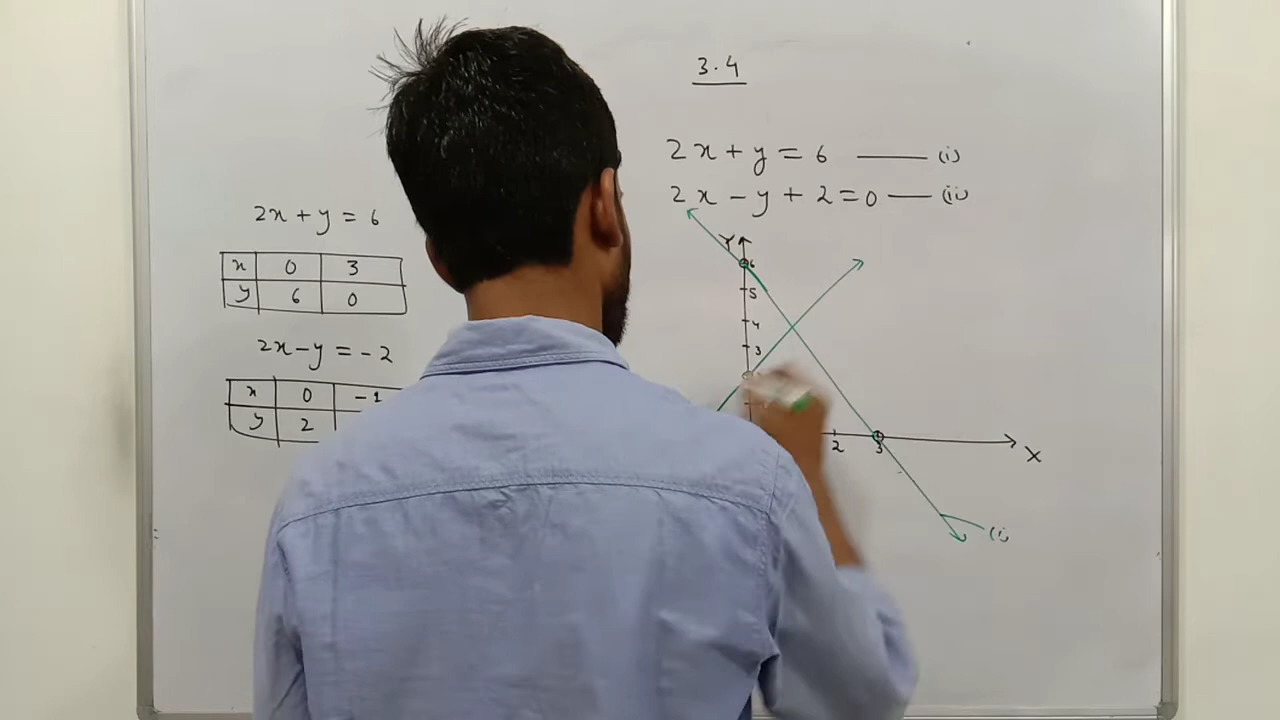 3.4
2x + y = 6 —— (i)
2x - y + 2 = 0 —— (ii)
2x + y = 6
x 0 3
y 6 0
2x - y = -2
x 0 -1
y 2
Y
6
5
4
3
2 3
X
(i